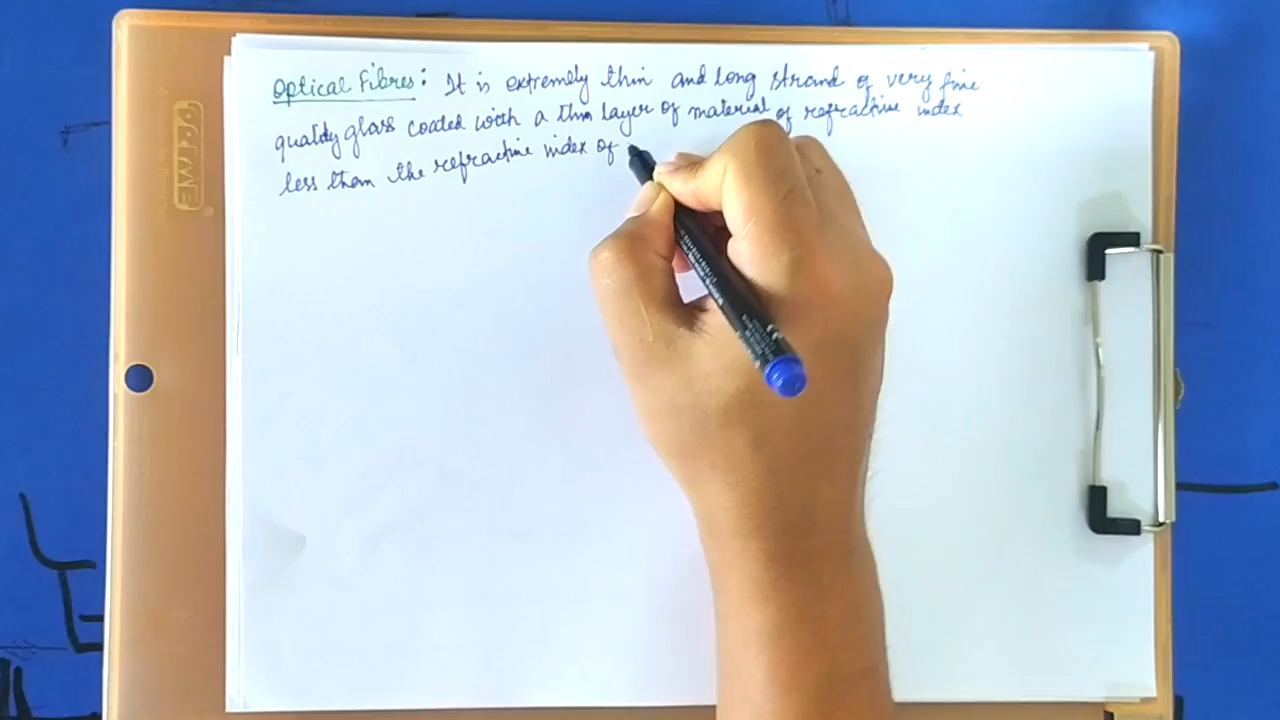 Optical Fibres: It is extremely thin and long strand of very fine
quality glass coated with a thin layer of material of refractive index
less than the refractive index of